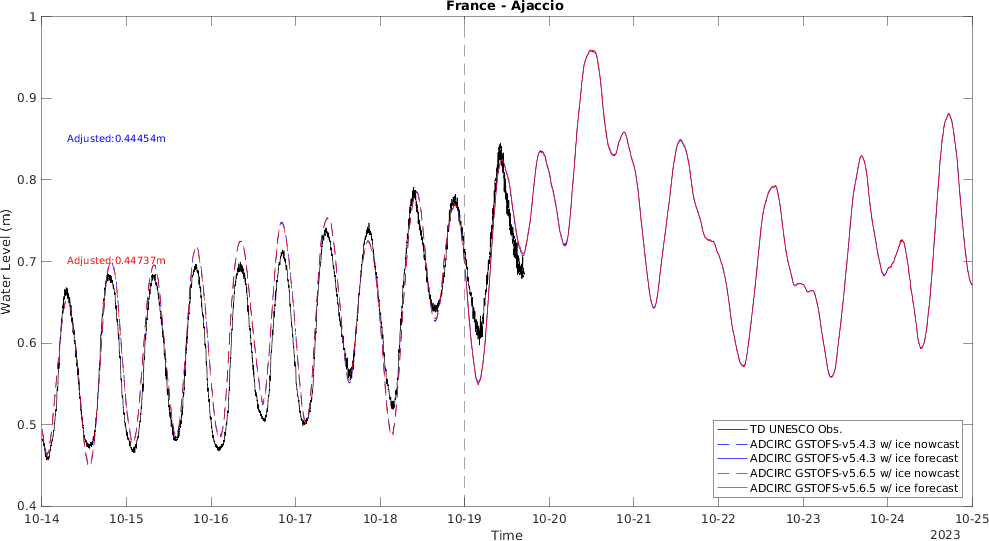 France - Ajaccio
Water Level (m)
1
0.9
0.8
0.7
0.6
0.5
0.4
Adjusted:0.44454m
Adjusted:0.44737m
TD UNESCO Obs.
ADCIRC GSTOFS-v5.4.3 w/ ice nowcast
ADCIRC GSTOFS-v5.4.3 w/ ice forecast
ADCIRC GSTOFS-v5.6.5 w/ ice nowcast
ADCIRC GSTOFS-v5.6.5 w/ ice forecast
10-14 10-15 10-16 10-17 10-18 10-19 10-20 10-21 10-22 10-23 10-24 10-25
Time
2023